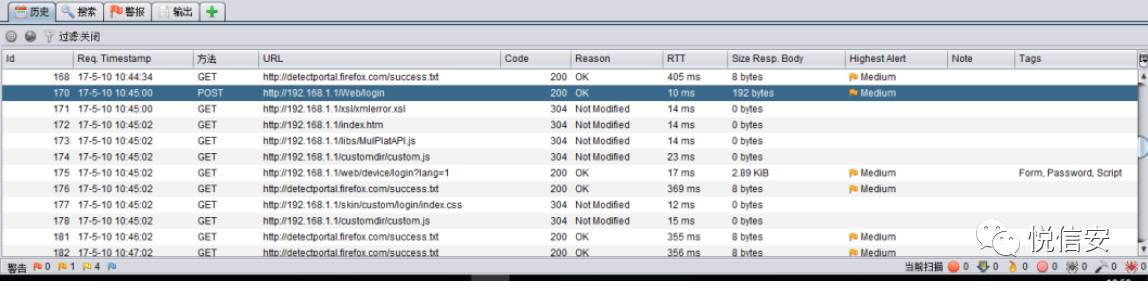 历史 搜索 警报 输出
过滤:关闭
Id Req. Timestamp 方法 URL Code Reason RTT Size Resp. Body Highest Alert Note Tags
168 17-5-10 10:44:34 GET http://detectportal.firefox.com/success.txt 200 OK 405 ms 8 bytes Medium
170 17-5-10 10:45:00 POST http://192.168.1.1/Web/login 200 OK 10 ms 192 bytes Medium
171 17-5-10 10:45:00 GET http://192.168.1.1/xsl/xmlerror.xsl 304 Not Modified 14 ms 0 bytes
172 17-5-10 10:45:02 GET http://192.168.1.1/index.htm 304 Not Modified 14 ms 0 bytes
173 17-5-10 10:45:02 GET http://192.168.1.1/libs/MulPlatAPI.js 304 Not Modified 14 ms 0 bytes
174 17-5-10 10:45:02 GET http://192.168.1.1/customdir/custom.js 304 Not Modified 23 ms 0 bytes
175 17-5-10 10:45:02 GET http://192.168.1.1/web/device/login?lang=1 200 OK 17 ms 2.89 KiB Medium Form, Password, Script
176 17-5-10 10:45:02 GET http://detectportal.firefox.com/success.txt 200 OK 369 ms 8 bytes Medium
177 17-5-10 10:45:02 GET http://192.168.1.1/skin/custom/login/index.css 304 Not Modified 12 ms 0 bytes
178 17-5-10 10:45:02 GET http://192.168.1.1/customdir/custom.js 304 Not Modified 15 ms 0 bytes
181 17-5-10 10:46:02 GET http://detectportal.firefox.com/success.txt 200 OK 355 ms 8 bytes Medium
182 17-5-10 10:47:02 GET http://detectportal.firefox.com/success.txt 200 OK 356 ms 8 bytes Medium
悦信安
警告 0 1 4 当前扫描 0 0 0 0 0 0 0